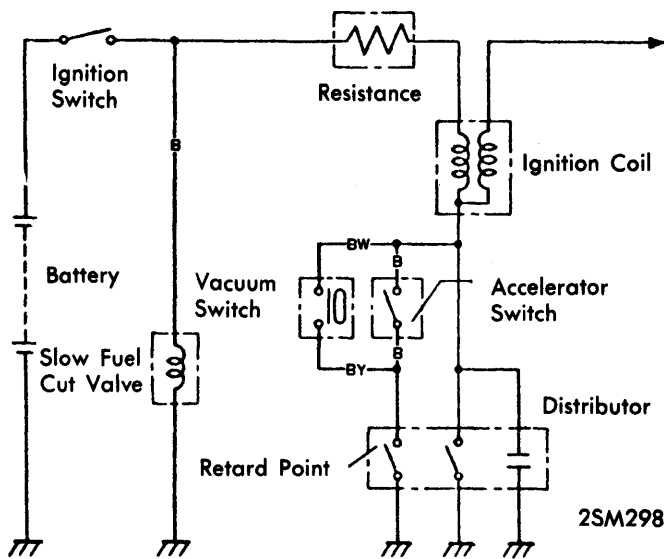 Ignition
Switch
Resistance
B
Ignition Coil
BW
B
Battery
Vacuum
Switch
Accelerator
Switch
B
BY
Slow Fuel
Cut Valve
Distributor
Retard Point
2SM298